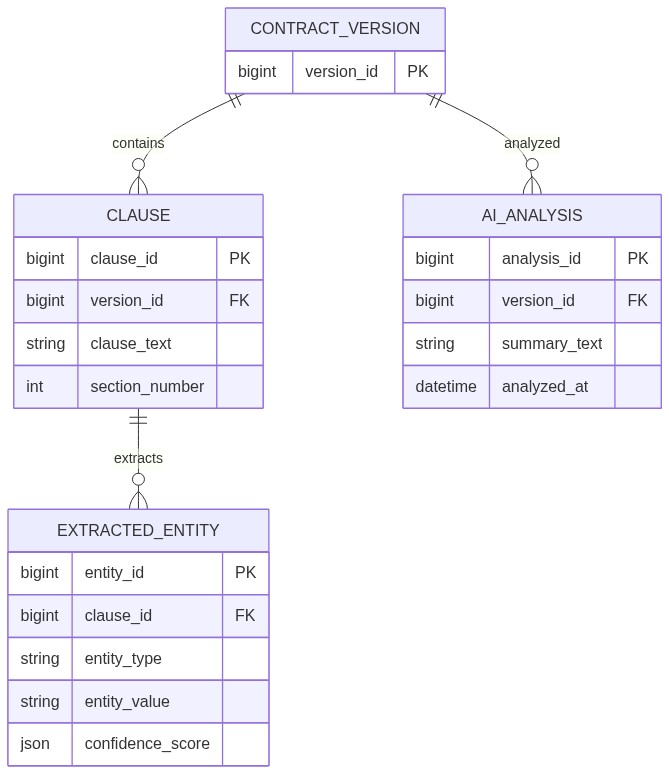 CONTRACT_VERSION
bigint version_id PK
contains
analyzed
CLAUSE
bigint clause_id PK
bigint version_id FK
string clause_text
int section_number
AI_ANALYSIS
bigint analysis_id PK
bigint version_id FK
string summary_text
datetime analyzed_at
extracts
EXTRACTED_ENTITY
bigint entity_id PK
bigint clause_id FK
string entity_type
string entity_value
json confidence_score